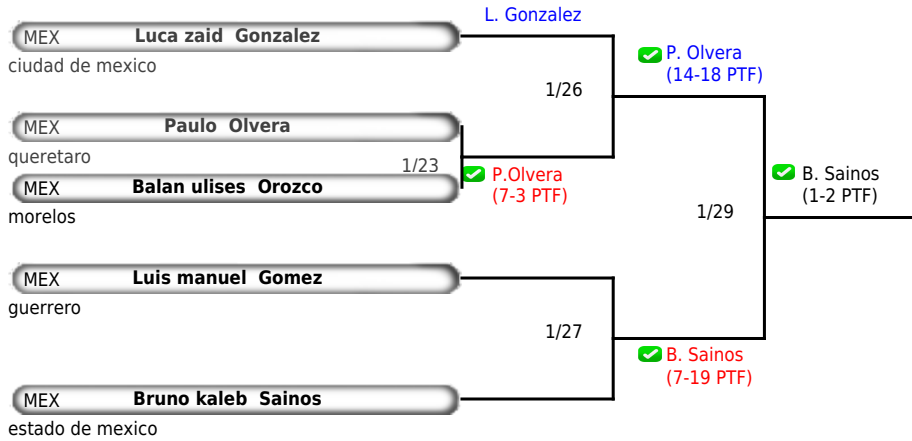 L. Gonzalez
MEX Luca zaid Gonzalez
ciudad de mexico
P. Olvera
(14-18 PTF)
1/26
MEX Paulo Olvera
queretaro
1/23
P.Olvera
(7-3 PTF)
MEX Balan ulises Orozco
morelos
B. Sainos
(1-2 PTF)
1/29
MEX Luis manuel Gomez
guerrero
1/27
B. Sainos
(7-19 PTF)
MEX Bruno kaleb Sainos
estado de mexico